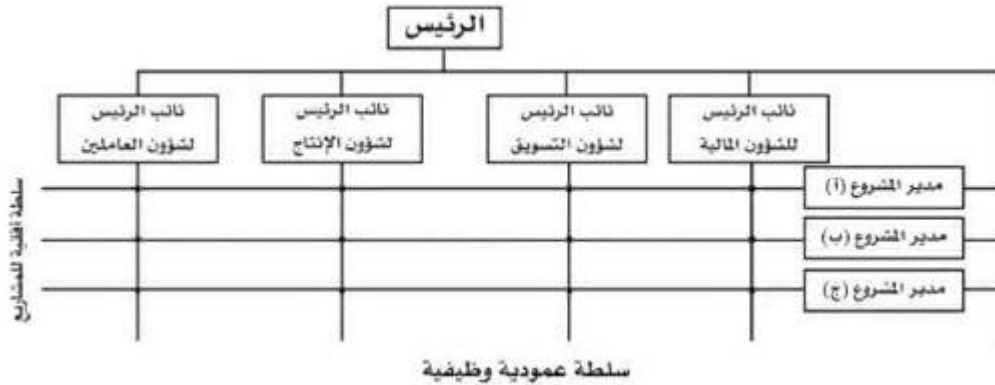 الرئيس
نائب الرئيس
للشؤون المالية
نائب الرئيس
لشؤون التسويق
نائب الرئيس
لشؤون الإنتاج
نائب الرئيس
لشؤون العاملين
مدير المشروع (أ)
مدير المشروع (ب)
مدير المشروع (ج)
سلطة أفقية للمشاريع
سلطة عمودية وظيفية